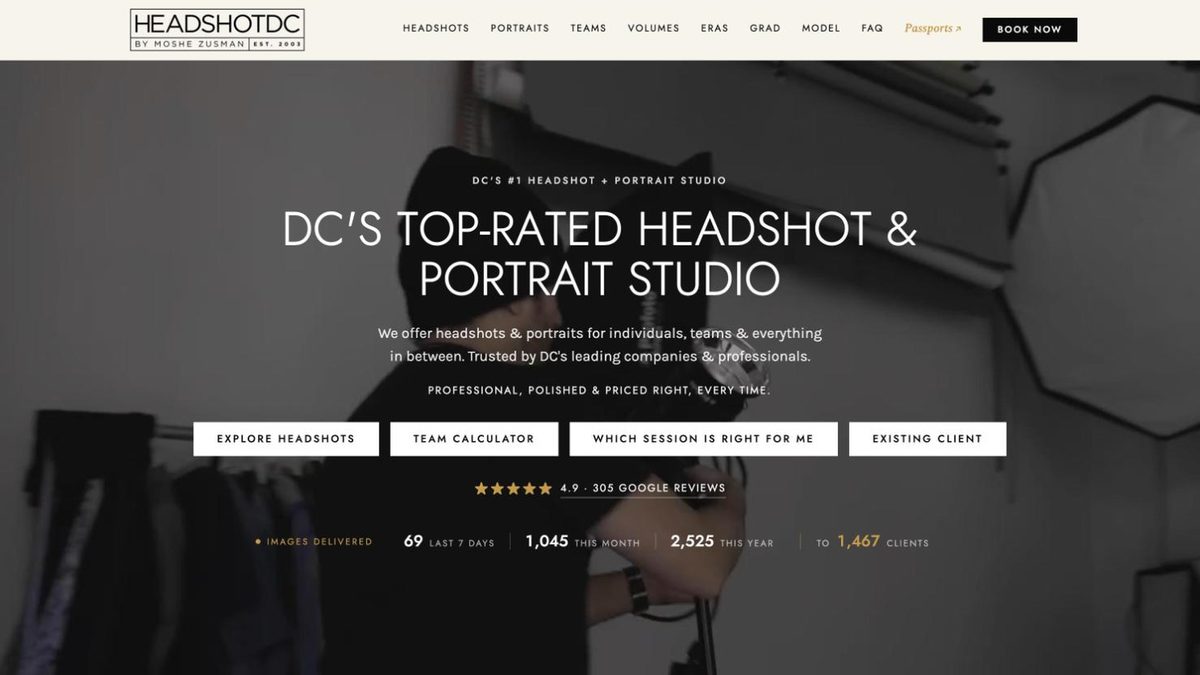 HEADSHOTDC
BY MOSHE ZUSMAN EST. 2003
HEADSHOTS PORTRAITS TEAMS VOLUMES ERAS GRAD MODEL FAQ Passports ↗ BOOK NOW
DC'S #1 HEADSHOT + PORTRAIT STUDIO
DC'S TOP-RATED HEADSHOT &
PORTRAIT STUDIO
We offer headshots & portraits for individuals, teams & everything
in between. Trusted by DC's leading companies & professionals.
PROFESSIONAL, POLISHED & PRICED RIGHT, EVERY TIME.
EXPLORE HEADSHOTS TEAM CALCULATOR WHICH SESSION IS RIGHT FOR ME EXISTING CLIENT
★★★★★ 4.9 · 305 GOOGLE REVIEWS
• IMAGES DELIVERED 69 LAST 7 DAYS 1,045 THIS MONTH 2,525 THIS YEAR TO 1,467 CLIENTS